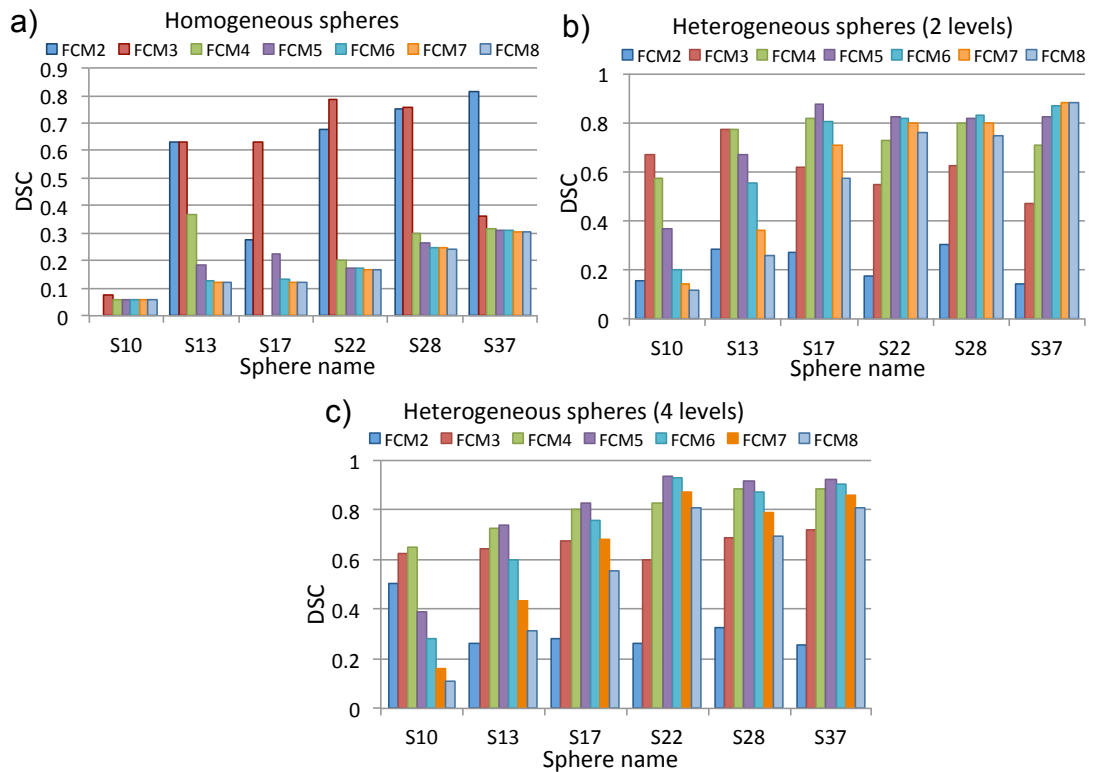 a) Homogeneous spheres
FCM2 FCM3 FCM4 FCM5 FCM6 FCM7 FCM8
0.9
0.8
0.7
0.6
0.5
0.4
0.3
0.2
0.1
0
DSC
S10 S13 S17 S22 S28 S37
Sphere name
b) Heterogeneous spheres (2 levels)
FCM2 FCM3 FCM4 FCM5 FCM6 FCM7 FCM8
1
0.8
0.6
0.4
0.2
0
DSC
S10 S13 S17 S22 S28 S37
Sphere name
c) Heterogeneous spheres (4 levels)
FCM2 FCM3 FCM4 FCM5 FCM6 FCM7 FCM8
1
0.8
0.6
0.4
0.2
0
DSC
S10 S13 S17 S22 S28 S37
Sphere name